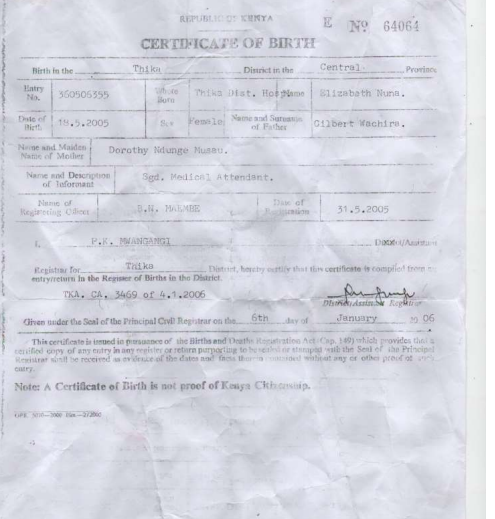 REPUBLIC OF KENYA
E No 64064
CERTIFICATE OF BIRTH
Birth in the Thika District in the Central Province
Entry No. 360506355 Where Born Thika Dist. Hosp Name Elizabath Nuna.
Date of Birth 18.5.2005 Sex Female Name and Surname of Father Gilbert Wachira.
Name and Maiden Name of Mother Dorothy Ndunge Musau.
Name and Description of Informant Sgd. Medical Attendant.
Name of Registering Officer Date of Registration 31.5.2005
I, P.K. MWANGANGI District/Assistant
Registrar for Thika District, hereby certify that this certificate is compiled from an
entry/return in the Register of Births in the District.
TKA. CA. 3469 of 4.1.2006
District/Assistant Registrar
Given under the Seal of the Principal Civil Registrar on the 6th day of January 06
This certificate is issued in pursuance of the Births and Deaths Registration Act (Cap. 149) which provides that a
certified copy of any entry in any register or return purporting to be sealed or stamped with the Seal of the Principal
Registrar shall be received as evidence of the dates and facts therein contained without any or other proof of such
entry.
Note: A Certificate of Birth is not proof of Kenya Citizenship.